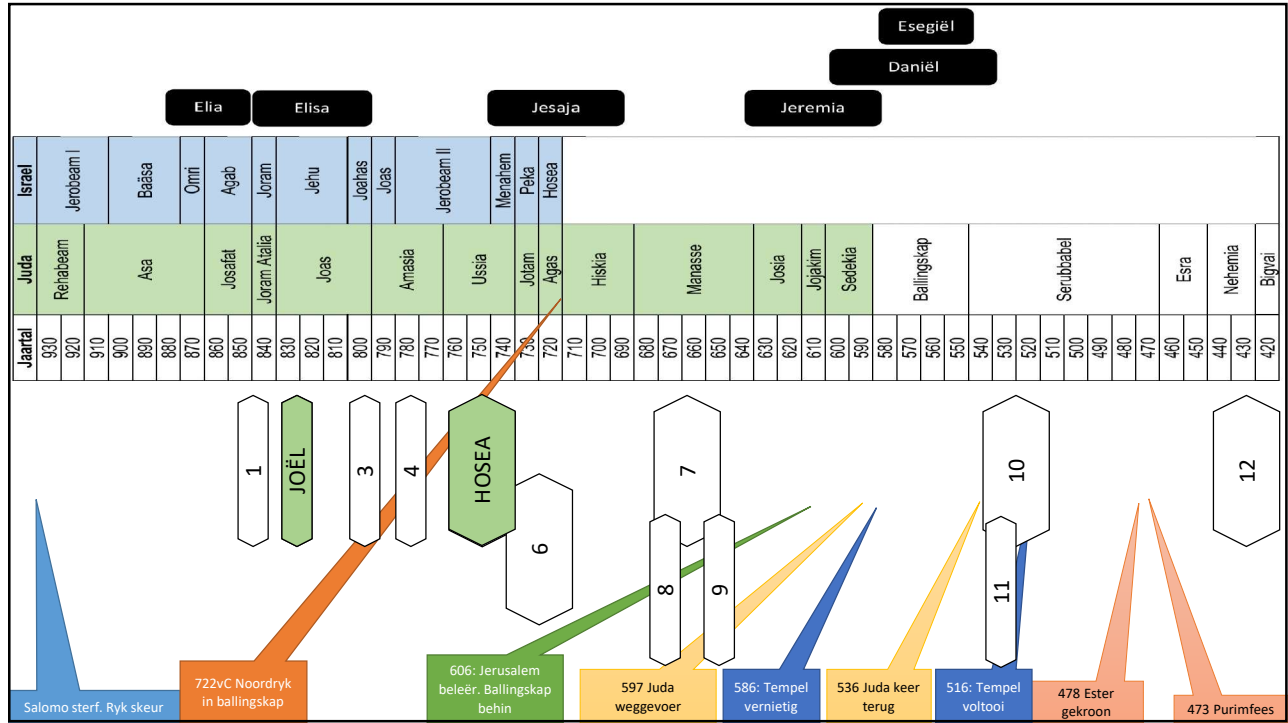 Esegiël
Daniël
Elia
Elisa
Jesaja
Jeremia
Israel
Jerobeam I
Baäsa
Omri
Agab
Joram
Jehu
Joahas
Joas
Jerobeam II
Menahem
Peka
Hosea
Juda
Rehabeam
Asa
Josafat
Joram Atalia
Joas
Amasia
Ussia
Jotam
Agas
Hiskia
Manasse
Josia
Jojakim
Sedekia
Ballingskap
Serubbabel
Esra
Nehemia
Bigvai
Jaartal
930
920
910
900
890
880
870
860
850
840
830
820
810
800
790
780
770
760
750
740
730
720
710
700
690
680
670
660
650
640
630
620
610
600
590
580
570
560
550
540
530
520
510
500
490
480
470
460
450
440
430
420
1
JOËL
3
4
HOSEA
6
7
8
9
10
11
12
Salomo sterf. Ryk skeur
722vC Noordryk
in ballingskap
606: Jerusalem
beleër. Ballingskap
behin
597 Juda
weggevoer
586: Tempel
vernietig
536 Juda keer
terug
516: Tempel
voltooi
478 Ester
gekroon
473 Purimfees